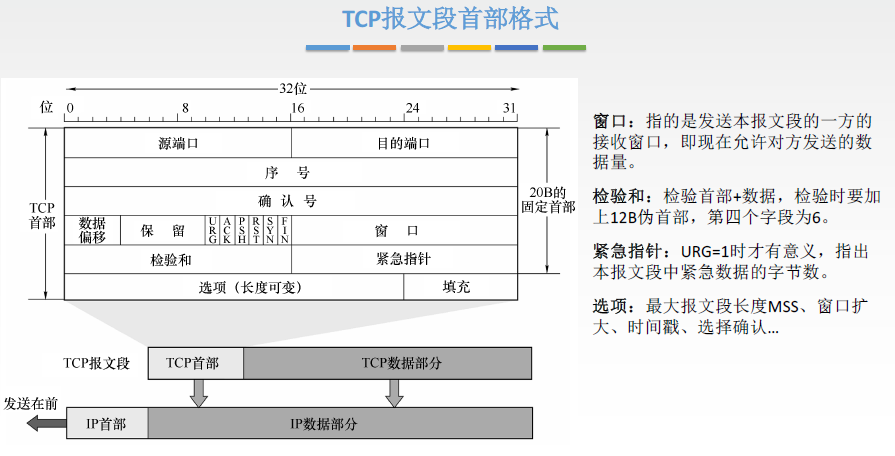 TCP报文段首部格式
32位
位 0 8 16 24 31
源端口 目的端口
序 号
确 认 号
数据偏移 保 留 URG ACK PSH RST SYN FIN 窗 口
检验和 紧急指针
选项（长度可变） 填充
TCP首部
20B的固定首部
TCP报文段 TCP首部 TCP数据部分
发送在前
IP首部 IP数据部分
窗口：指的是发送本报文段的一方的
接收窗口，即现在允许对方发送的数
据量。
检验和：检验首部+数据，检验时要加
上12B伪首部，第四个字段为6。
紧急指针：URG=1时才有意义，指出
本报文段中紧急数据的字节数。
选项：最大报文段长度MSS、窗口扩
大、时间戳、选择确认...